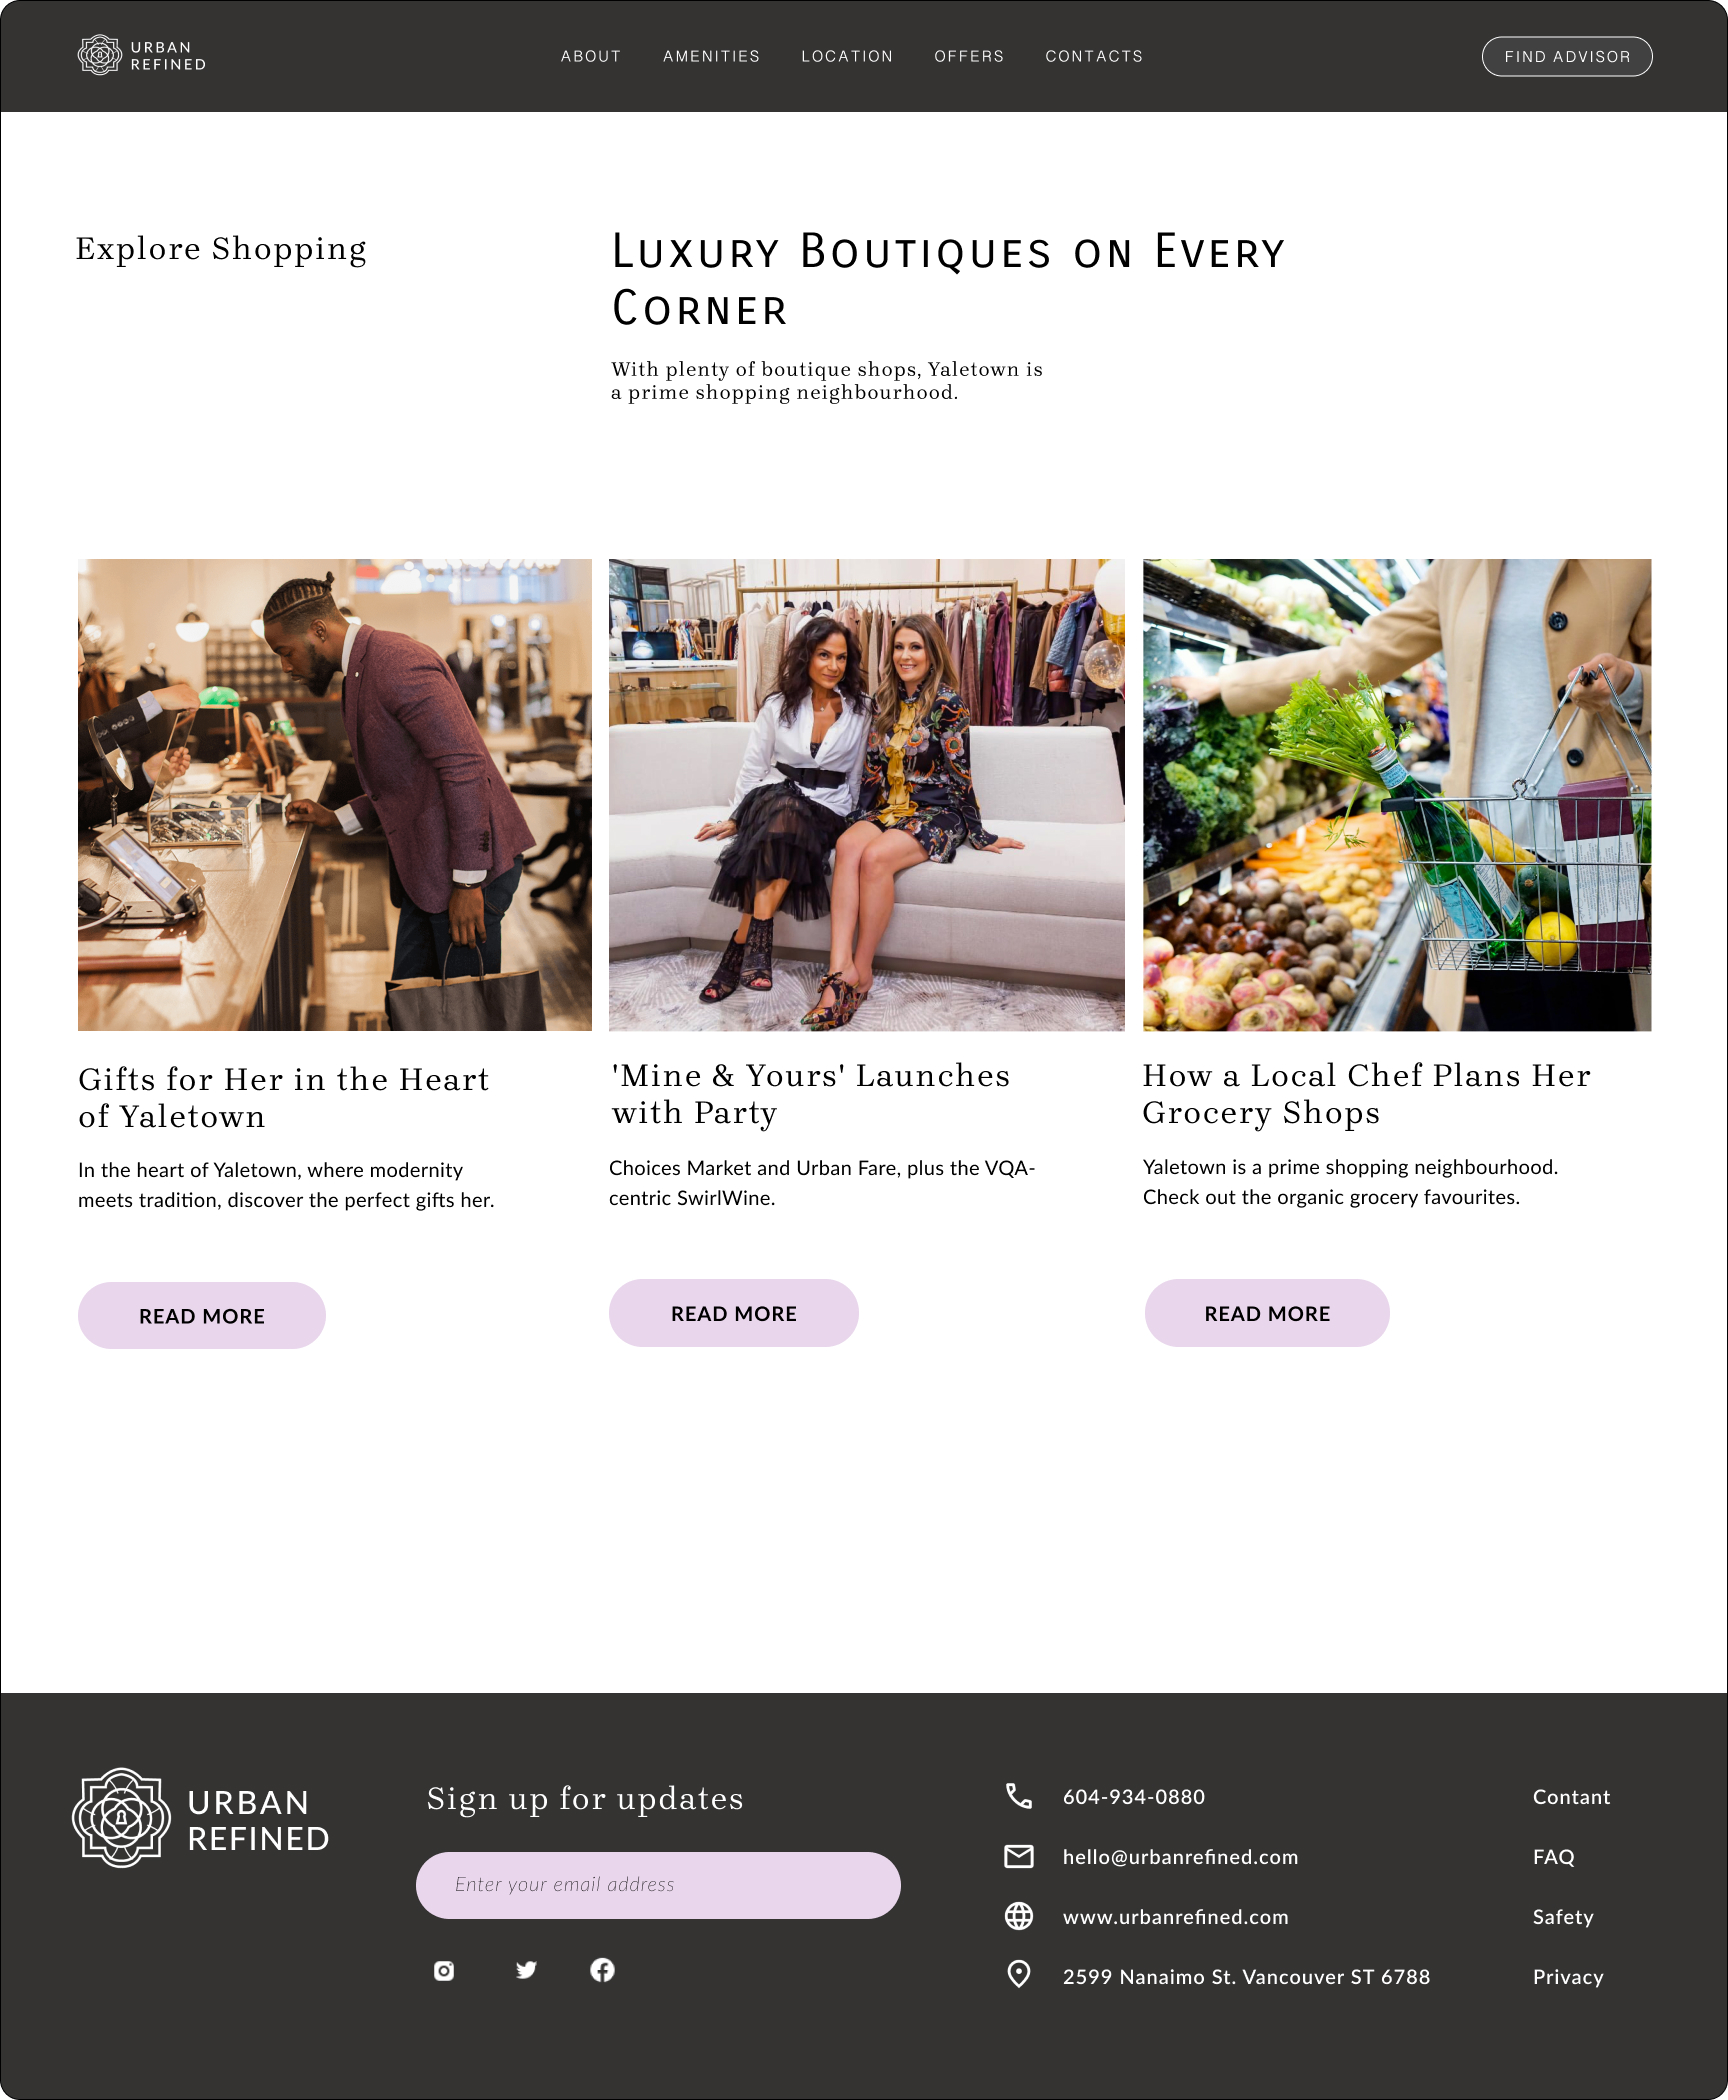 URBAN
REFINED
ABOUT AMENITIES LOCATION OFFERS CONTACTS
FIND ADVISOR
Explore Shopping
Luxury Boutiques on Every
Corner
With plenty of boutique shops, Yaletown is
a prime shopping neighbourhood.
Gifts for Her in the Heart
of Yaletown
In the heart of Yaletown, where modernity
meets tradition, discover the perfect gifts her.
READ MORE
'Mine & Yours' Launches
with Party
Choices Market and Urban Fare, plus the VQA-
centric SwirlWine.
READ MORE
How a Local Chef Plans Her
Grocery Shops
Yaletown is a prime shopping neighbourhood.
Check out the organic grocery favourites.
READ MORE
URBAN
REFINED
Sign up for updates
Enter your email address
604-934-0880
hello@urbanrefined.com
www.urbanrefined.com
2599 Nanaimo St. Vancouver ST 6788
Contant
FAQ
Safety
Privacy